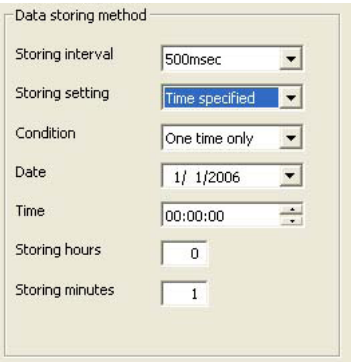 Data storing method
Storing interval 500msec
Storing setting Time specified
Condition One time only
Date 1/ 1/2006
Time 00:00:00
Storing hours 0
Storing minutes 1